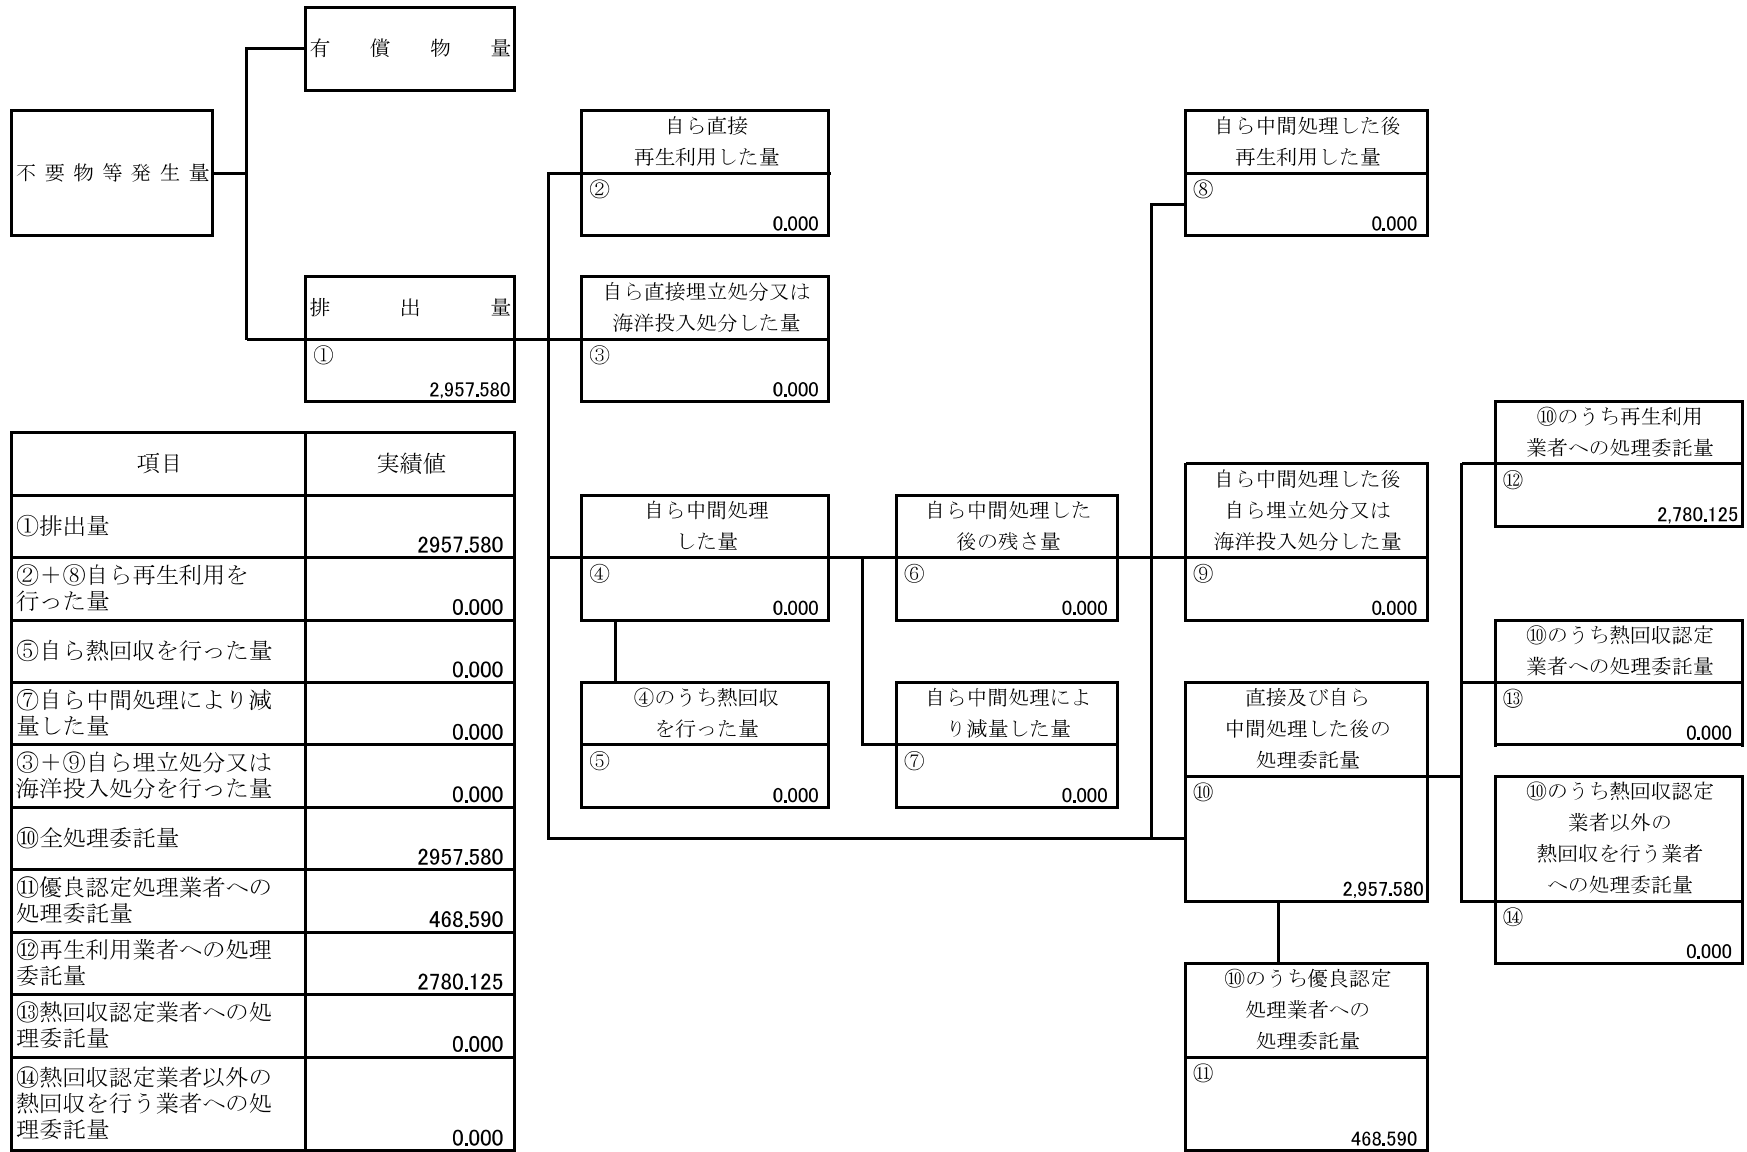 有償物量
不要物等発生量
排出量
①
2,957.580
自ら直接
再生利用した量
②
0.000
自ら直接埋立処分又は
海洋投入処分した量
③
0.000
自ら中間処理
した量
④
0.000
④のうち熱回収
を行った量
⑤
0.000
自ら中間処理した
後の残さ量
⑥
0.000
自ら中間処理によ
り減量した量
⑦
0.000
自ら中間処理した後
再生利用した量
⑧
0.000
自ら中間処理した後
自ら埋立処分又は
海洋投入処分した量
⑨
0.000
直接及び自ら
中間処理した後の
処理委託量
⑩
2,957.580
⑩のうち優良認定
処理業者への
処理委託量
⑪
468.590
⑩のうち再生利用
業者への処理委託量
⑫
2,780.125
⑩のうち熱回収認定
業者への処理委託量
⑬
0.000
⑩のうち熱回収認定
業者以外の
熱回収を行う業者
への処理委託量
⑭
0.000
項目 実績値
①排出量
2957.580
②＋⑧自ら再生利用を
行った量
0.000
⑤自ら熱回収を行った量
0.000
⑦自ら中間処理により減
量した量
0.000
③＋⑨自ら埋立処分又は
海洋投入処分を行った量
0.000
⑩全処理委託量
2957.580
⑪優良認定処理業者への
処理委託量
468.590
⑫再生利用業者への処理
委託量
2780.125
⑬熱回収認定業者への処
理委託量
0.000
⑭熱回収認定業者以外の
熱回収を行う業者への処
理委託量
0.000